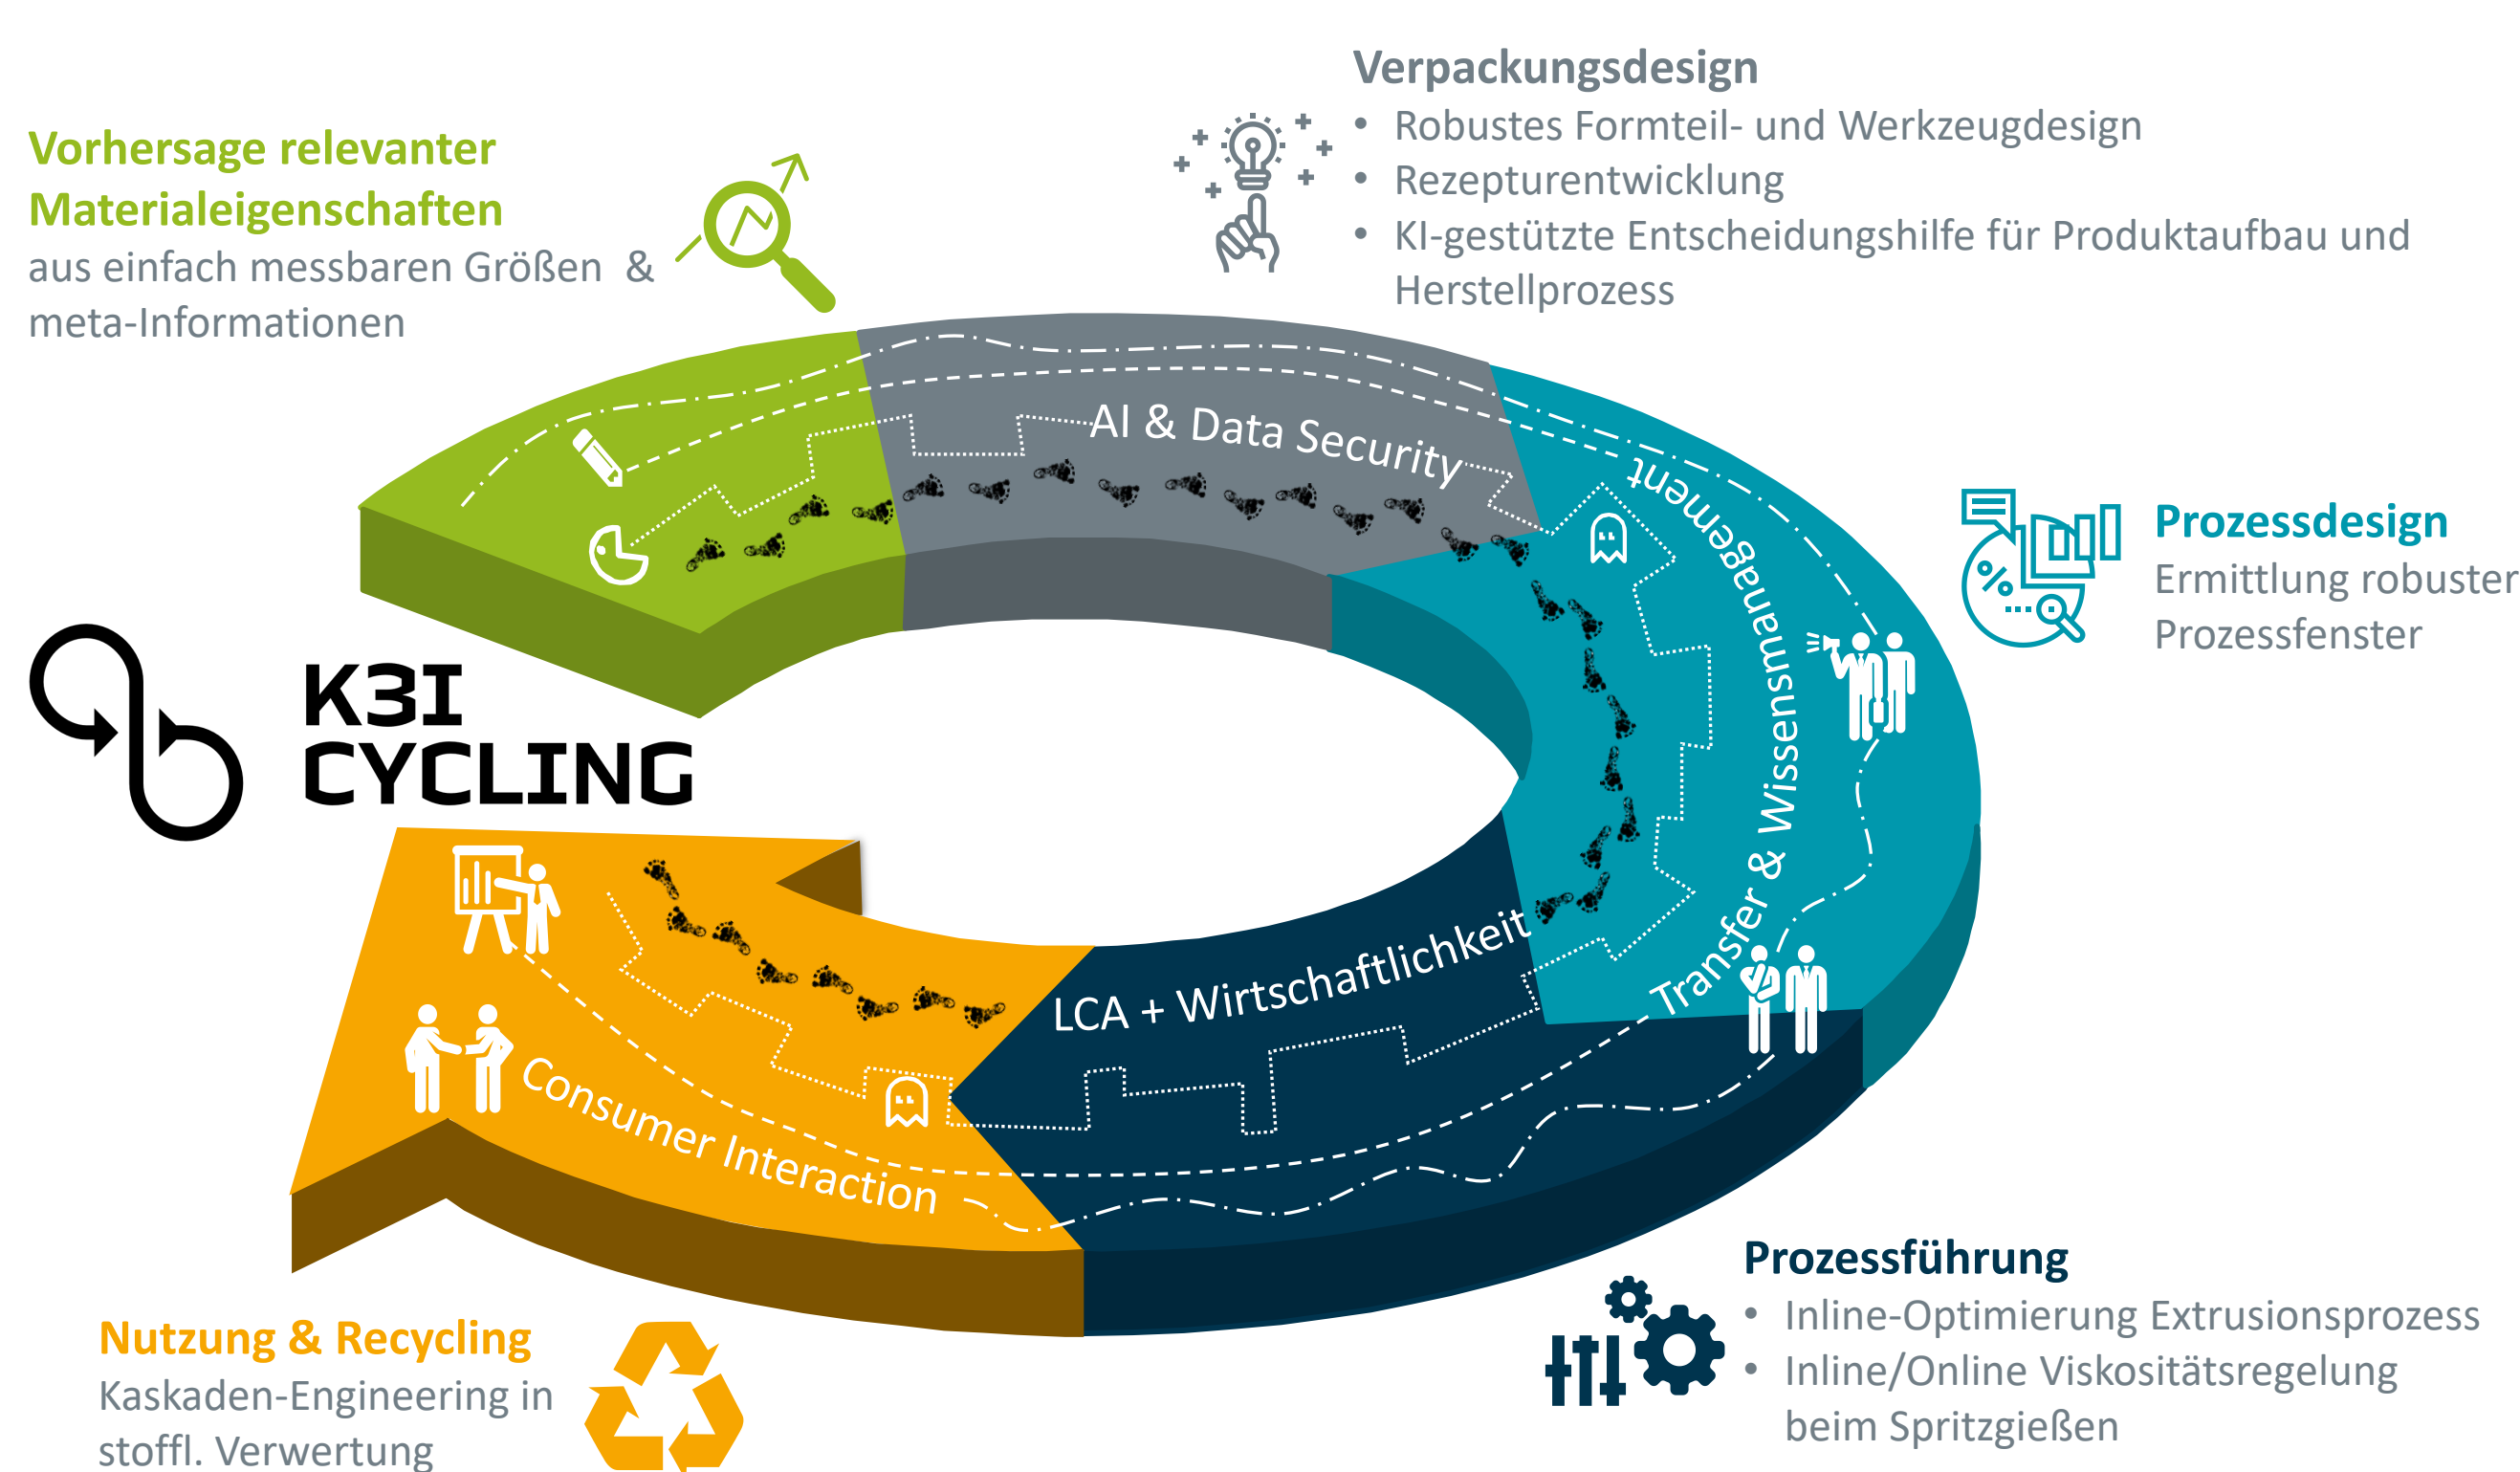 Verpackungsdesign
• Robustes Formteil- und Werkzeugdesign
• Rezepturentwicklung
• KI-gestützte Entscheidungshilfe für Produktaufbau und
Herstellprozess
Vorhersage relevanter
Materialeigenschaften
aus einfach messbaren Größen &
meta-Informationen
AI & Data Security
Transfer & Wissensmanagement
Prozessdesign
Ermittlung robuster
Prozessfenster
%
K3I
CYCLING
LCA + Wirtschaftlichkeit
Consumer Interaction
Prozessführung
• Inline-Optimierung Extrusionsprozess
• Inline/Online Viskositätsregelung
beim Spritzgießen
Nutzung & Recycling
Kaskaden-Engineering in
stoffl. Verwertung